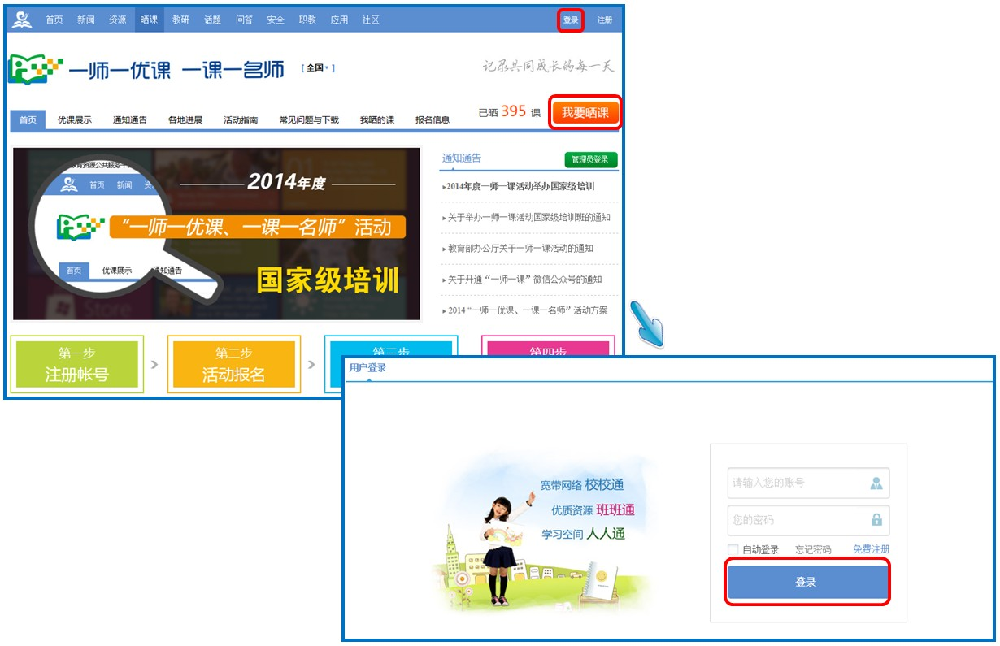 首页 新闻 资源 晒课 教研 话题 问答 安全 职教 应用 社区 登录 注册
一师一优课 一课一名师 [ 全国 ]
记录共同成长的每一天
已晒 395 课 我要晒课
首页 优课展示 通知通告 各地进展 活动指南 常见问题与下载 我晒的课 报名信息
首页 新闻 资
首页 优课展示 通知通告
2014年度
“一师一优课、一课一名师”活动
国家级培训
通知通告 管理员登录
2014年度一师一课活动举办国家级培训
关于举办一师一课活动国家级培训班的通知
教育部办公厅关于一师一课活动的通知
关于开通“一师一课”微信公众号的通知
2014 “一师一优课、一课一名师”活动方案
第一步
注册帐号
第二步
活动报名
第三步
第四步
用户登录
宽带网络 校校通
优质资源 班班通
学习空间 人人通
请输入您的账号
您的密码
自动登录 忘记密码 免费注册
登录